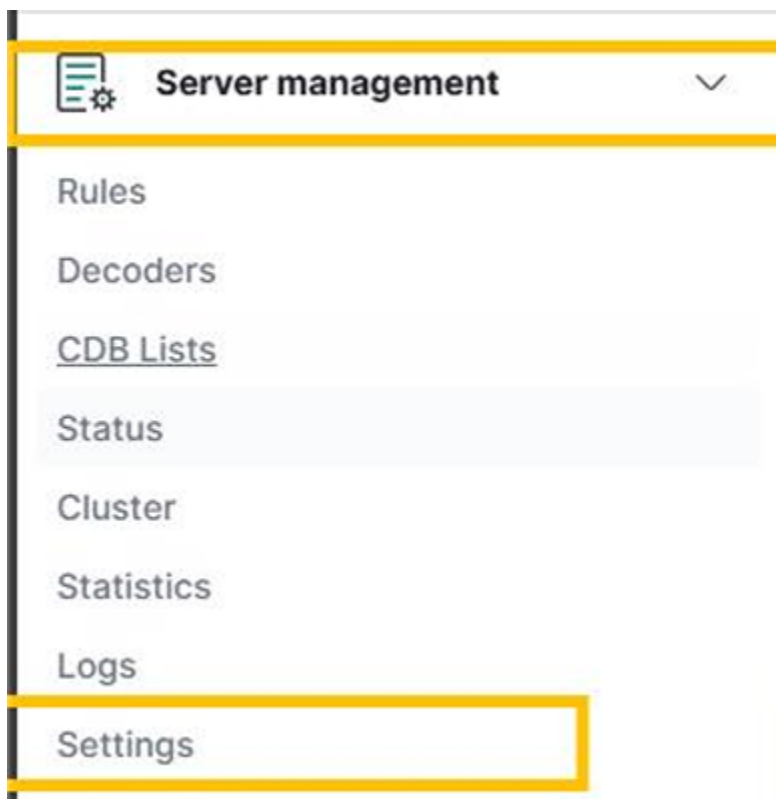 Server management
Rules
Decoders
CDB Lists
Status
Cluster
Statistics
Logs
Settings